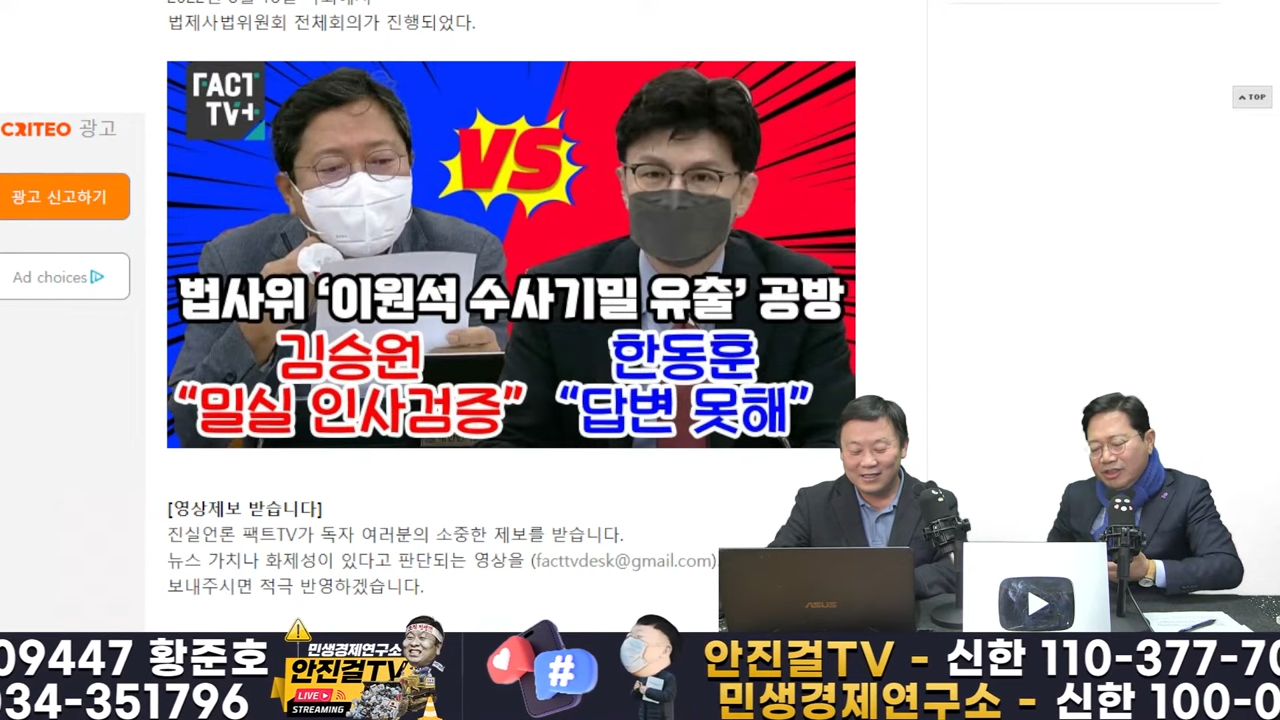 법제사법위원회 전체회의가 진행되었다.
FACT
TV+
VS
▲ TOP
CRITEO 광고
광고 신고하기
Ad choices
법사위 ‘이원석 수사기밀 유출’ 공방
김승원
“밀실 인사검증”
한동훈
“답변 못해”
[영상제보 받습니다]
진실언론 팩트TV가 독자 여러분의 소중한 제보를 받습니다.
뉴스 가치나 화제성이 있다고 판단되는 영상을 (facttvdesk@gmail.com)
보내주시면 적극 반영하겠습니다.
ASUS
09447 황준호
034-351796
민생경제연구소
안진걸TV
LIVE
STREAMING
#
안진걸TV - 신한 110-377-70
민생경제연구소 - 신한 100-0